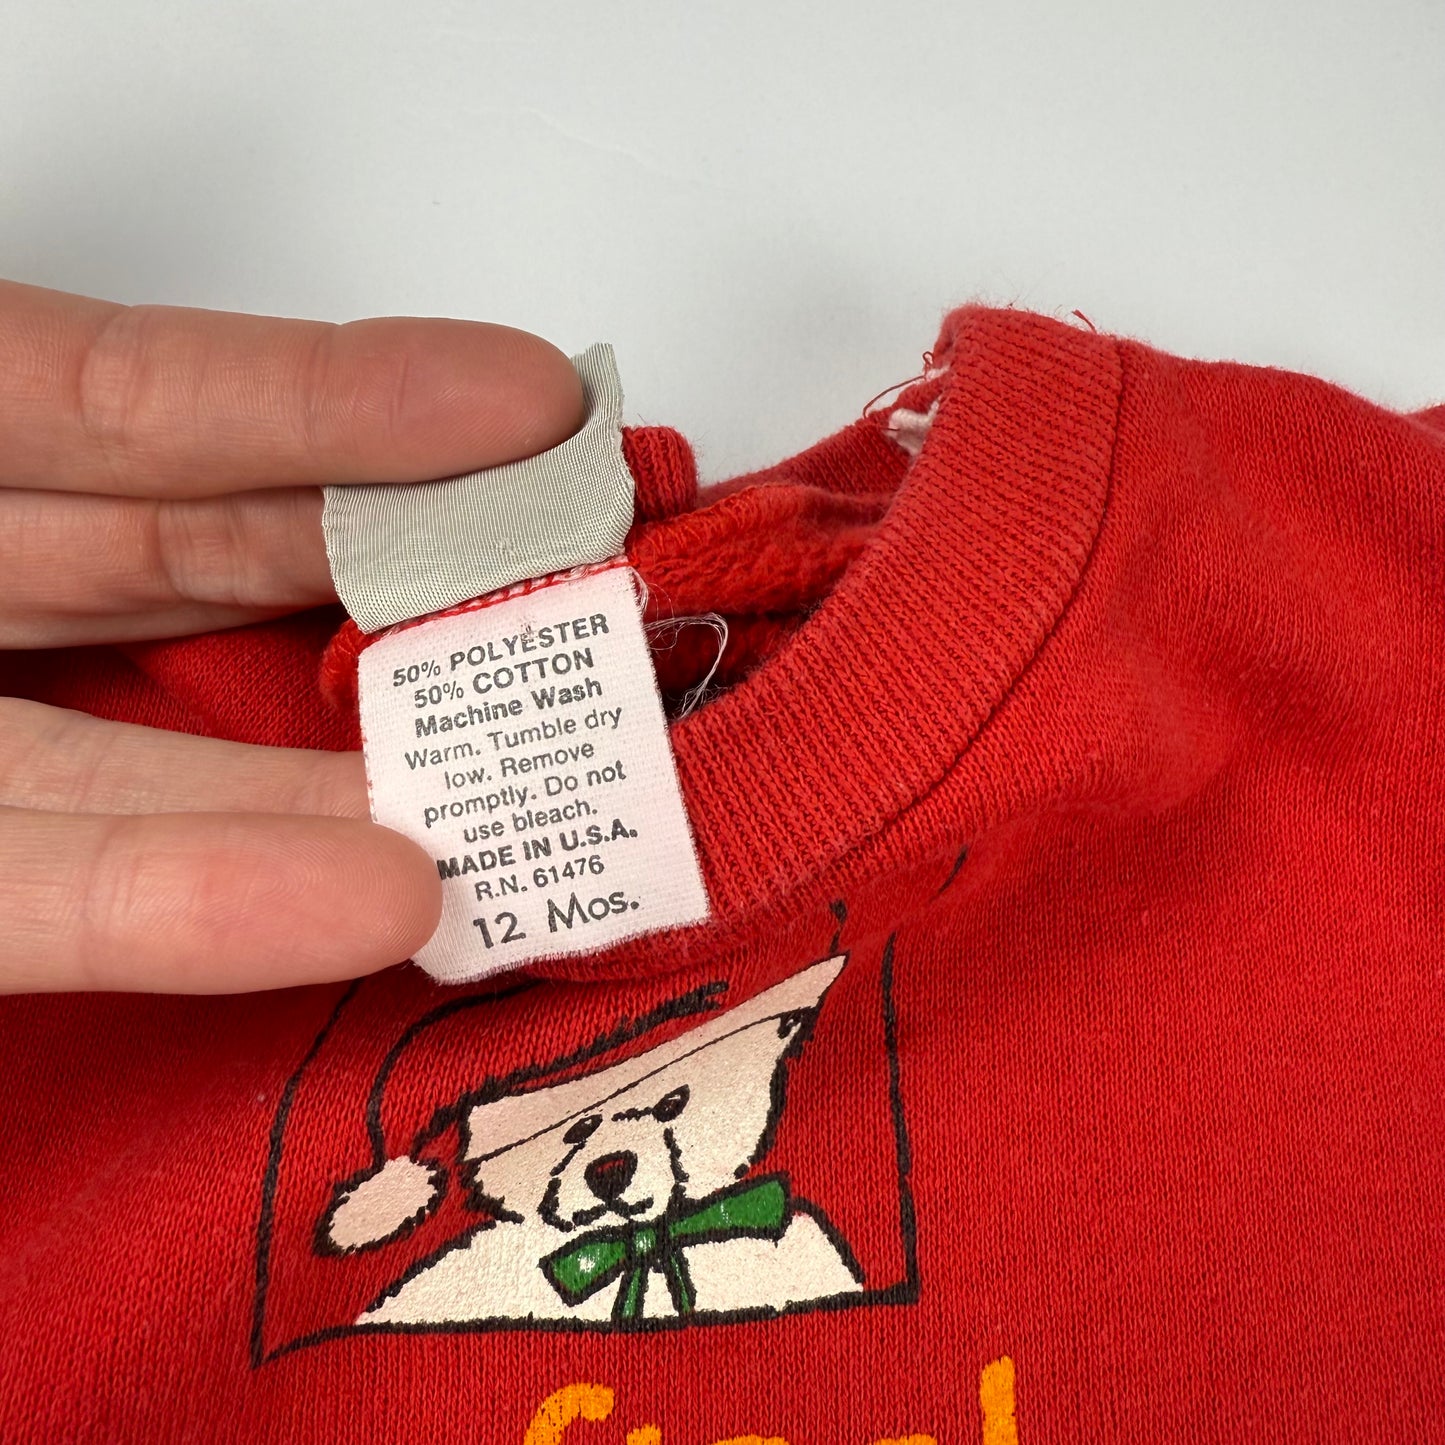 50% POLYESTER
50% COTTON
Machine Wash
Warm. Tumble dry
low. Remove
promptly. Do not
use bleach.
MADE IN U.S.A.
R.N. 61476
12 Mos.